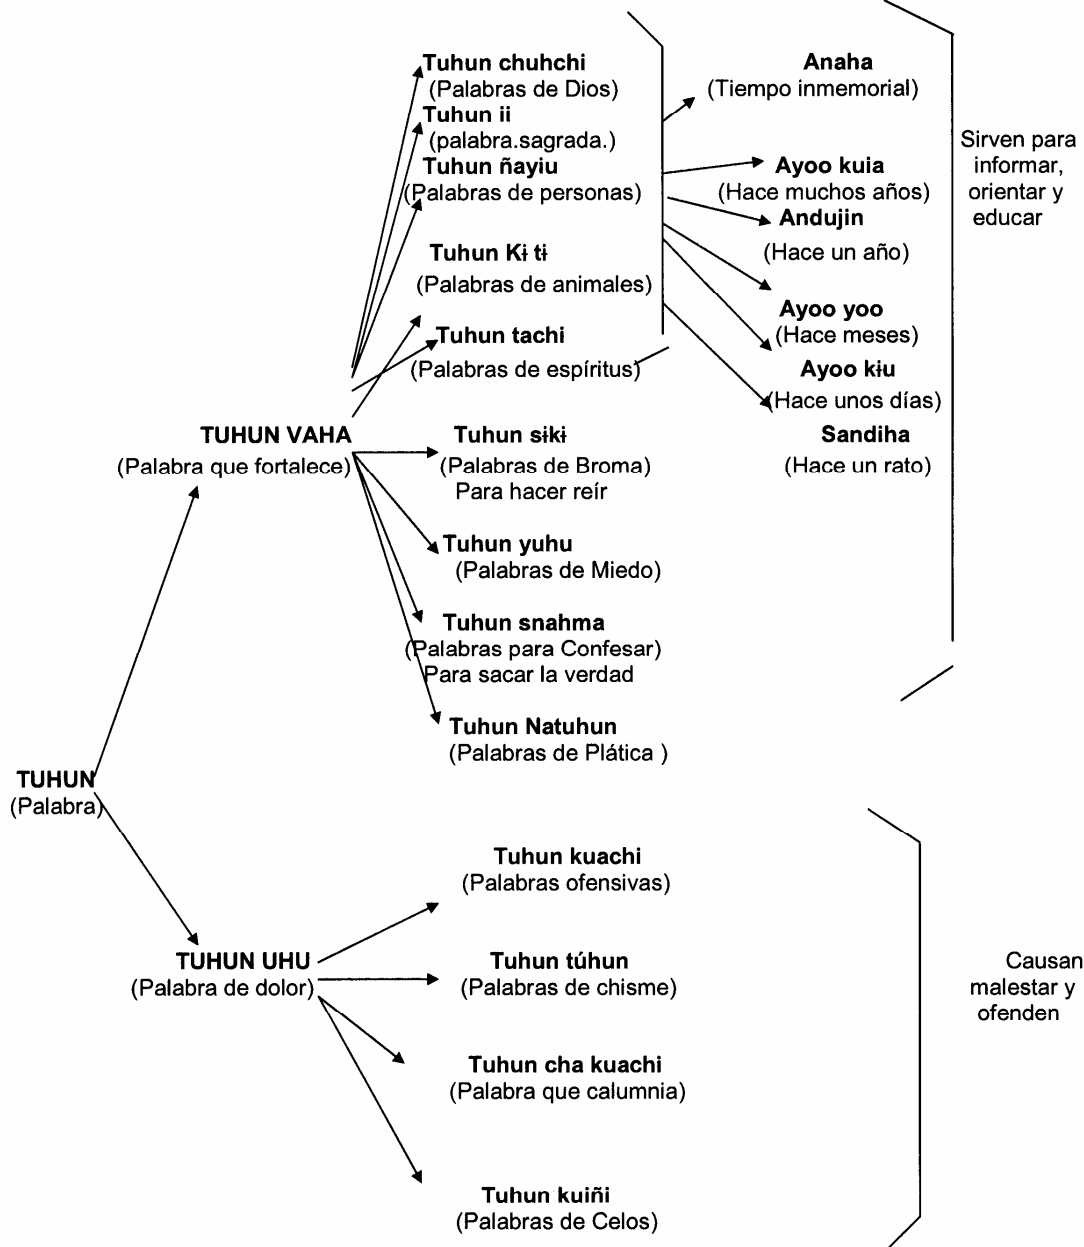 Tuhun chuhchi
(Palabras de Dios)
Tuhun ii
(palabra.sagrada.)
Tuhun ñayiu
(Palabras de personas)
Tuhun Kɨ tɨ
(Palabras de animales)
Tuhun tachi
(Palabras de espíritus)
Anaha
(Tiempo inmemorial)
Ayoo kuia
(Hace muchos años)
Andujin
(Hace un año)
Ayoo yoo
(Hace meses)
Ayoo kɨu
(Hace unos días)
Sandiha
(Hace un rato)
Sirven para
informar,
orientar y
educar
TUHUN VAHA
(Palabra que fortalece)
Tuhun sɨkɨ
(Palabras de Broma)
Para hacer reír
Tuhun yuhu
(Palabras de Miedo)
Tuhun snahma
(Palabras para Confesar)
Para sacar la verdad
Tuhun Natuhun
(Palabras de Plática )
TUHUN
(Palabra)
TUHUN UHU
(Palabra de dolor)
Tuhun kuachi
(Palabras ofensivas)
Tuhun túhun
(Palabras de chisme)
Tuhun cha kuachi
(Palabra que calumnia)
Tuhun kuiñi
(Palabras de Celos)
Causan
malestar y
ofenden